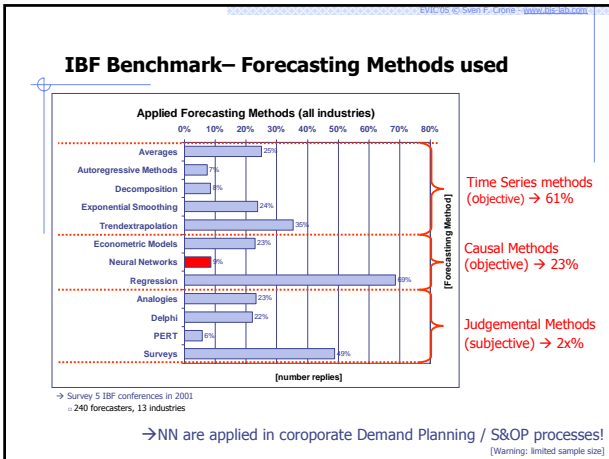 EVIC'05 © Sven F. Crone - www.bis-lab.com
IBF Benchmark– Forecasting Methods used
Applied Forecasting Methods (all industries)
0% 10% 20% 30% 40% 50% 60% 70% 80%
Averages 25%
Autoregressive Methods 7%
Decomposition 8%
Exponential Smoothing 24%
Trendextrapolation 35%
Econometric Models 23%
Neural Networks 9%
Regression 69%
Analogies 23%
Delphi 22%
PERT 6%
Surveys 49%
[number replies]
[Forecastinng Method]
Time Series methods
(objective) → 61%
Causal Methods
(objective) → 23%
Judgemental Methods
(subjective) → 2x%
→ Survey 5 IBF conferences in 2001
□ 240 forecasters, 13 industries
→NN are applied in coroporate Demand Planning / S&OP processes!
[Warning: limited sample size]